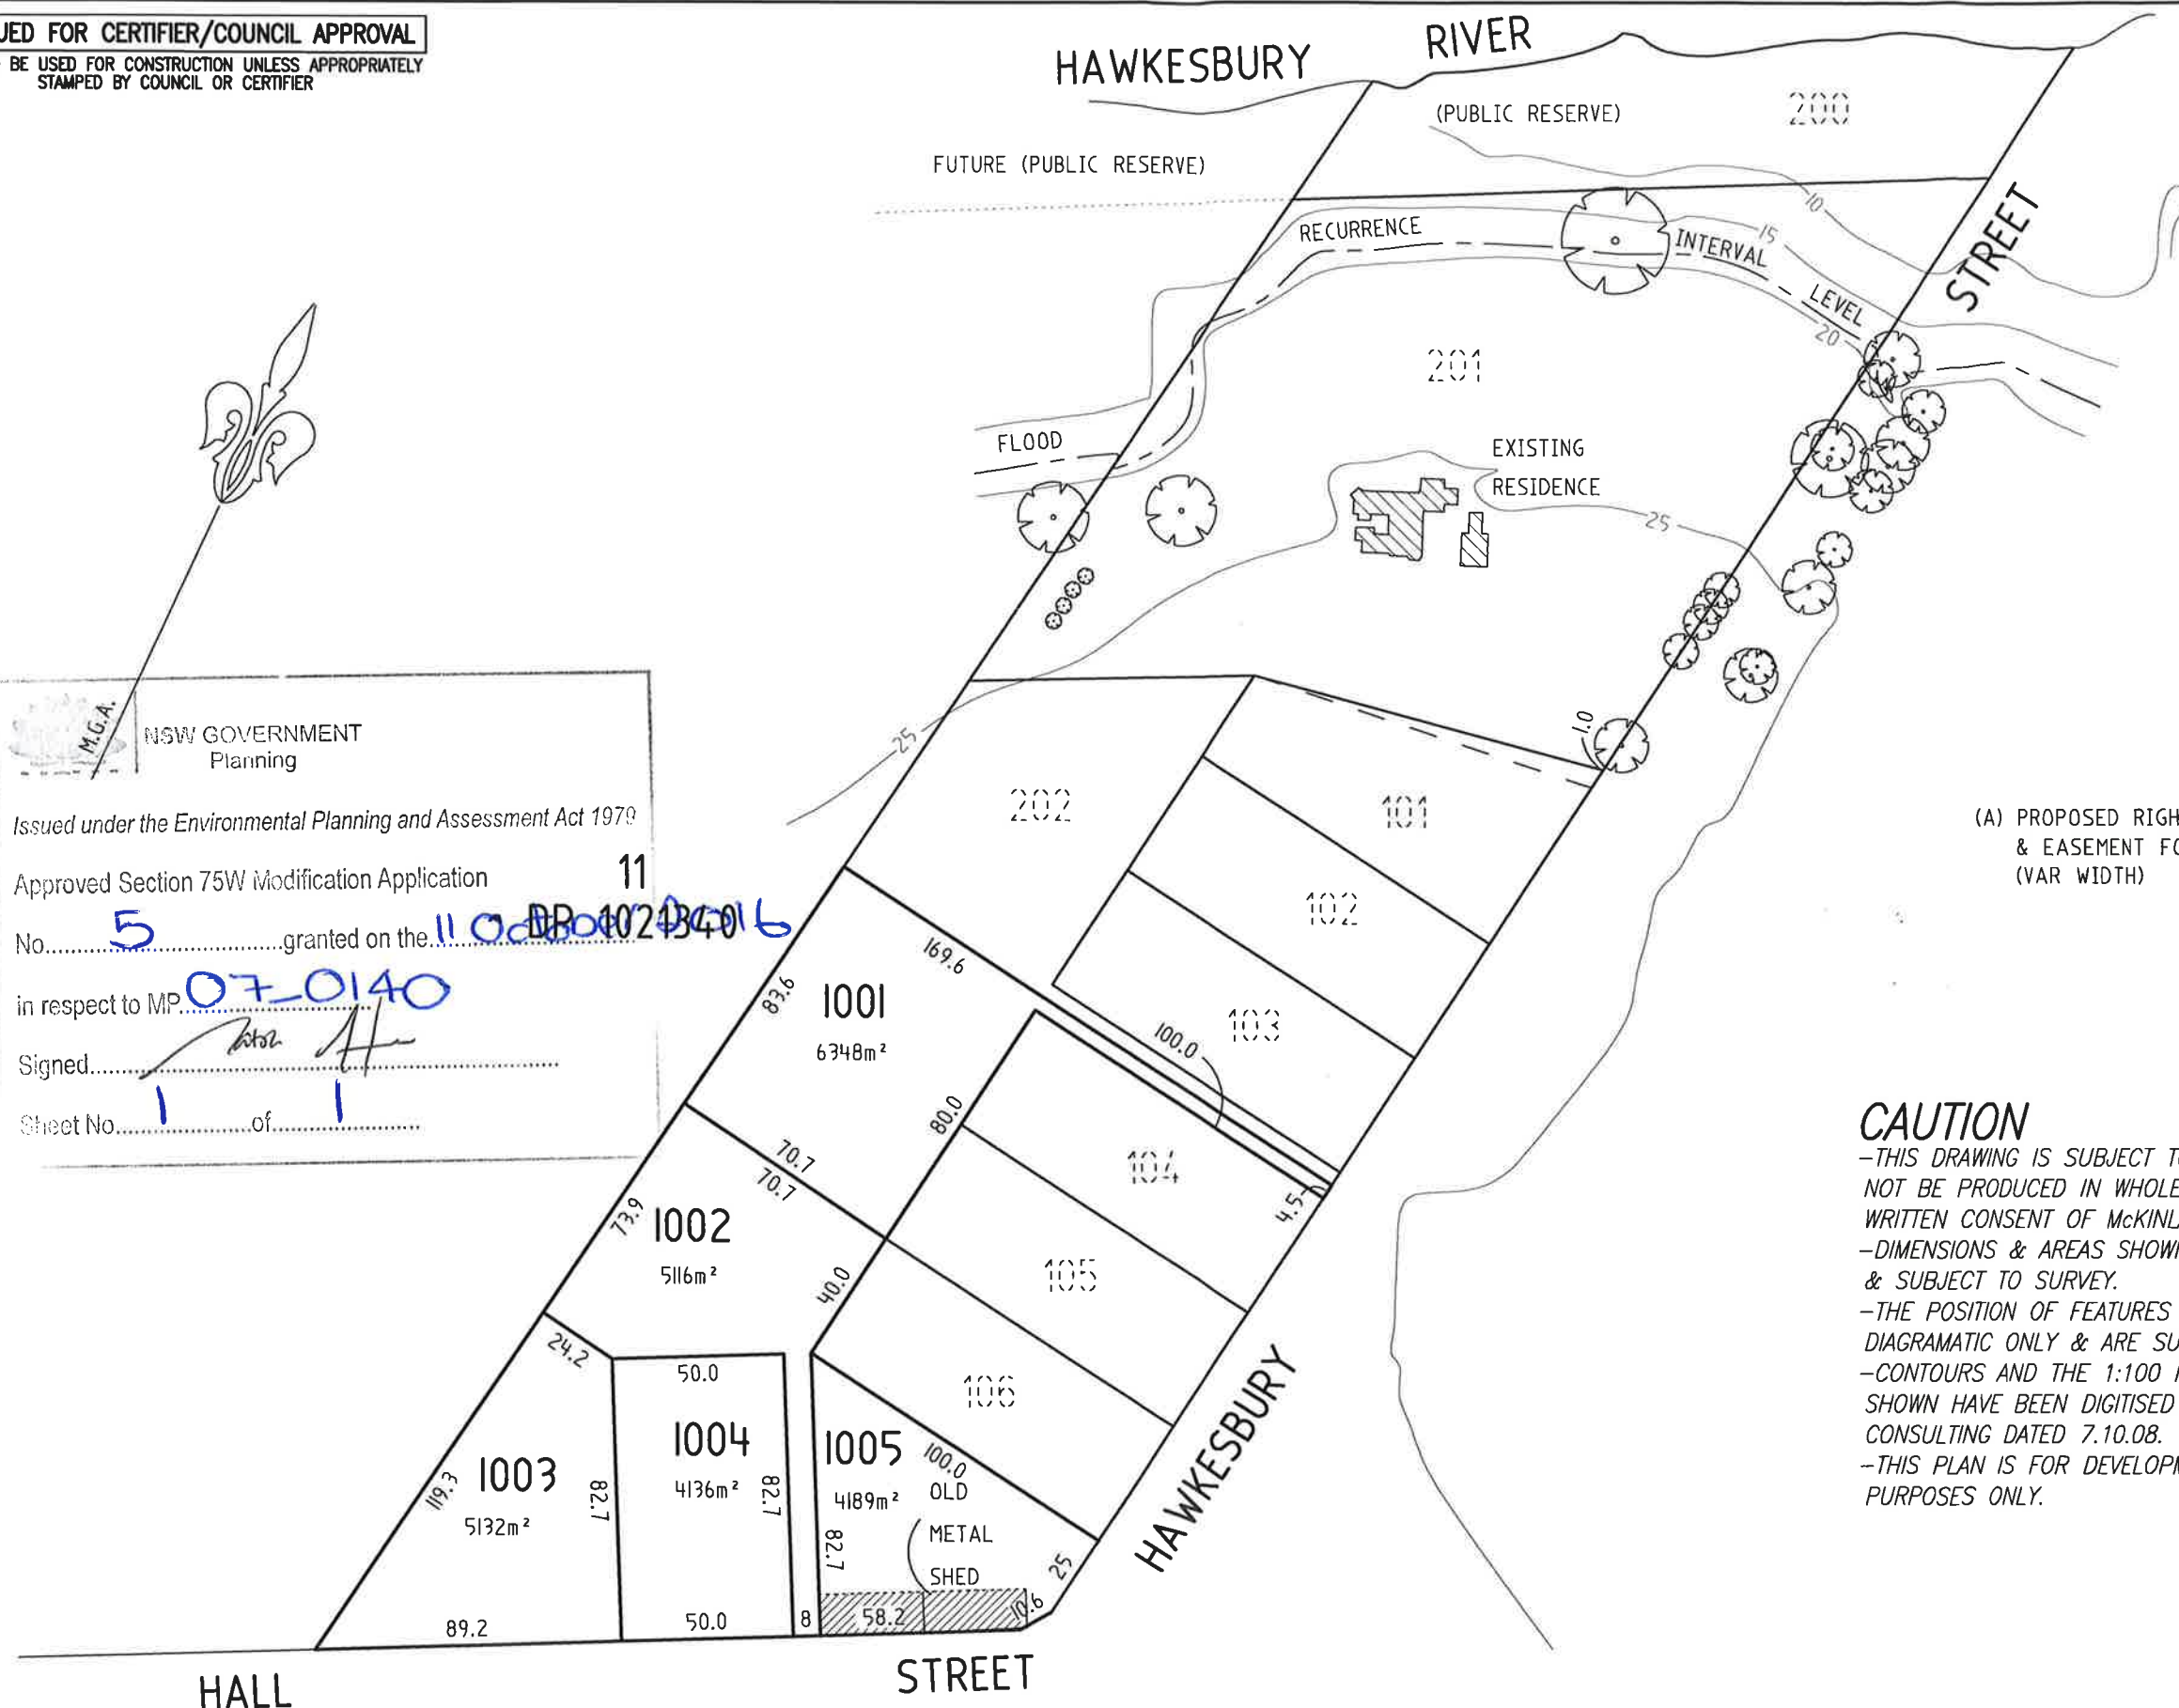 UED FOR CERTIFIER/COUNCIL APPROVAL
BE USED FOR CONSTRUCTION UNLESS APPROPRIATELY
STAMPED BY COUNCIL OR CERTIFIER
HAWKESBURY RIVER
(PUBLIC RESERVE)
200
FUTURE (PUBLIC RESERVE)
10
STREET
RECURRENCE
INTERVAL
15
LEVEL
20
201
FLOOD
EXISTING
RESIDENCE
25
M.G.A.
NSW GOVERNMENT
Planning
Issued under the Environmental Planning and Assessment Act 1979
Approved Section 75W Modification Application
11
No. 5 granted on the 11 October 2016
DP 1021340
in respect to MP 07_0140
Signed
Sheet No. 1 of 1
25
1.0
202
101
102
103
(A) PROPOSED RIGH
& EASEMENT FO
(VAR WIDTH)
169.6
83.6
1001
6348m²
100.0
80.0
104
4.5
70.7
70.7
73.9
1002
5116m²
105
40.0
24.2
50.0
106
1003
5132m²
119.3
82.7
1004
4136m²
82.7
1005
4189m²
100.0
OLD
METAL
SHED
82.7
25
10.6
89.2
50.0
8
58.2
HAWKESBURY
HALL STREET
CAUTION
-THIS DRAWING IS SUBJECT T
NOT BE PRODUCED IN WHOLE
WRITTEN CONSENT OF McKINL
-DIMENSIONS & AREAS SHOWN
& SUBJECT TO SURVEY.
-THE POSITION OF FEATURES
DIAGRAMATIC ONLY & ARE SU
-CONTOURS AND THE 1:100
SHOWN HAVE BEEN DIGITISED
CONSULTING DATED 7.10.08.
-THIS PLAN IS FOR DEVELOPM
PURPOSES ONLY.